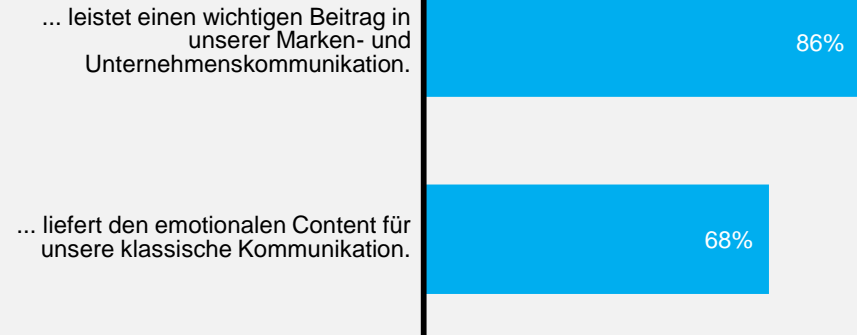 ... leistet einen wichtigen Beitrag in
unserer Marken- und
Unternehmenskommunikation.
86%
... liefert den emotionalen Content für
unsere klassische Kommunikation.
68%